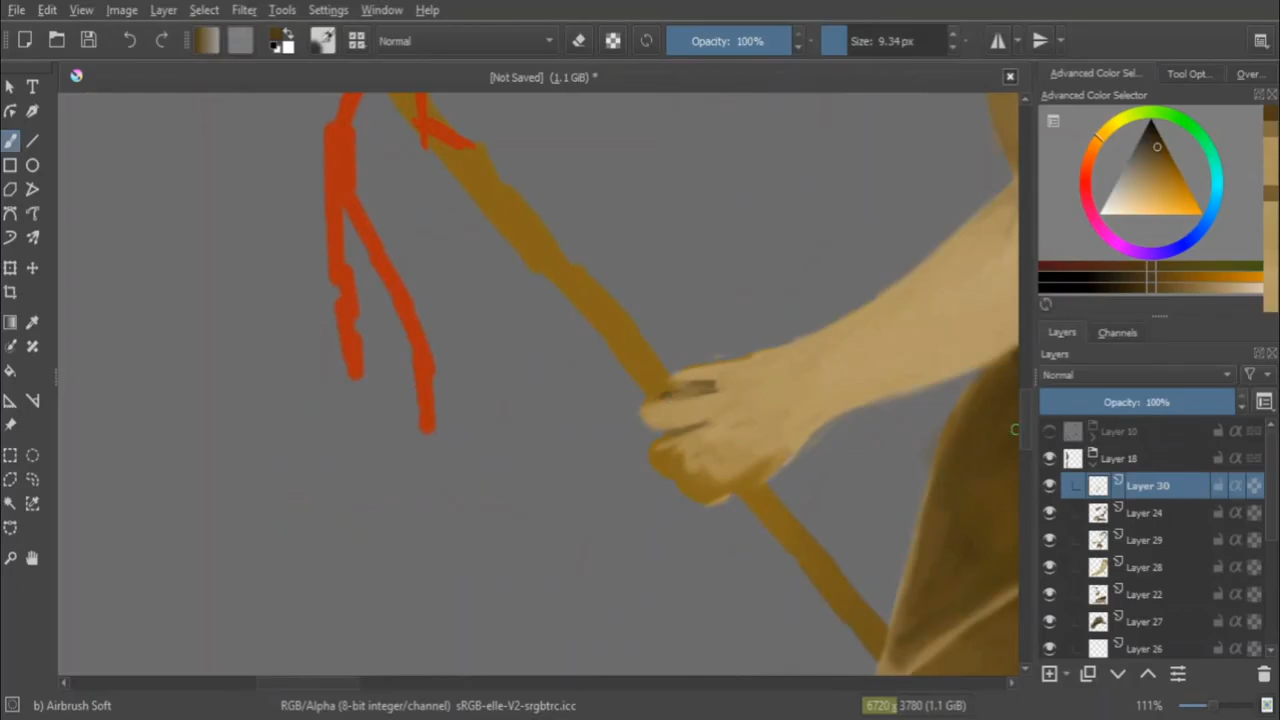 File Edit View Image Layer Select Filter Tools Settings Window Help
Normal Opacity: 100% Size: 9.34 px
[Not Saved] (1.1 GiB) *
Advanced Color Sel... Tool Opt... Over...
Advanced Color Selector
Layers Channels
Layers
Normal
Opacity: 100%
Layer 10
Layer 18
Layer 30
Layer 24
Layer 29
Layer 28
Layer 22
Layer 27
Layer 26
b) Airbrush Soft RGB/Alpha (8-bit integer/channel) sRGB-elle-V2-srgbtrc.icc 3780 (1.1 GiB) 111%